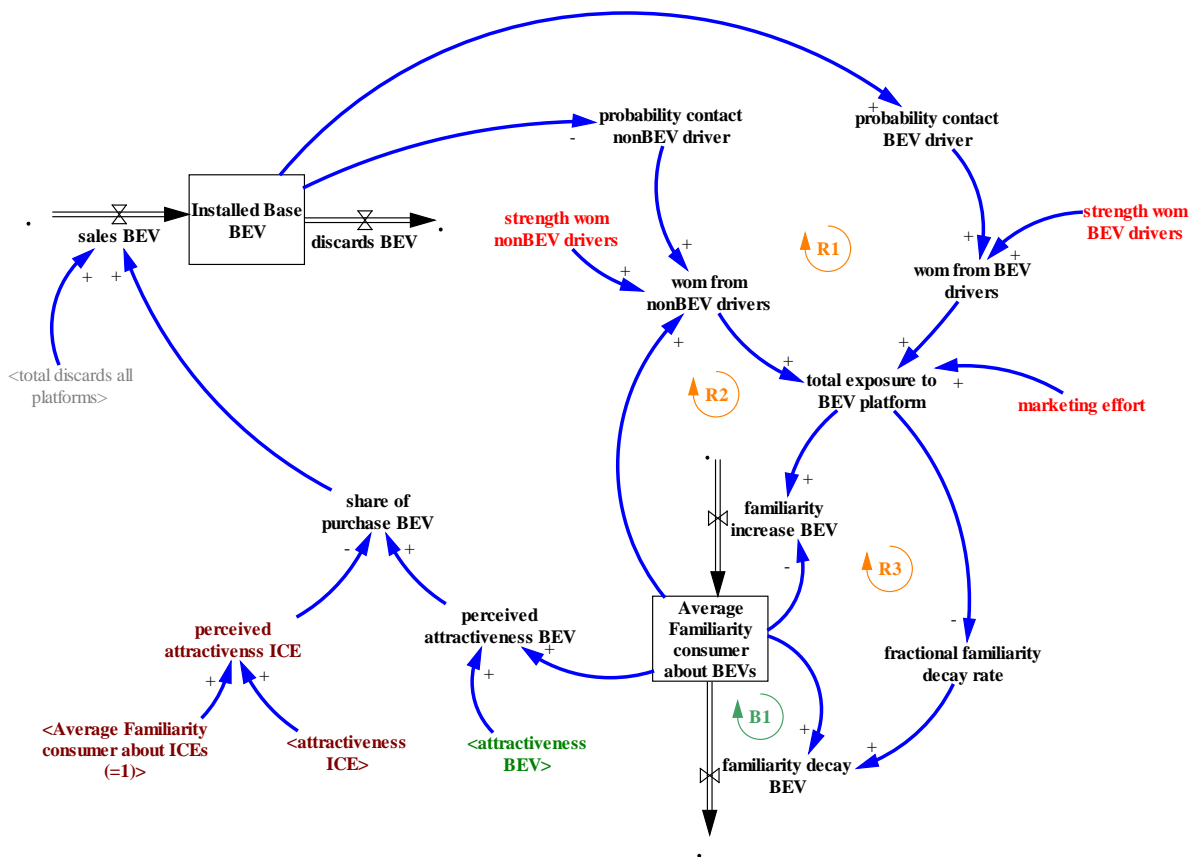 probability contact
nonBEV driver
+
probability contact
BEV driver
-
Installed Base
BEV
sales BEV
discards BEV
strength wom
nonBEV drivers
R1
strength wom
BEV drivers
+
+
+
+
+
+
wom from
nonBEV drivers
wom from BEV
drivers
+
<total discards all
platforms>
+
+
R2
total exposure to
BEV platform
+
marketing effort
+
share of
purchase BEV
familiarity
increase BEV
-
+
-
R3
Average
Familiarity
consumer
about BEVs
perceived
attractiveness BEV
+
-
perceived
attractivenss ICE
fractional familiarity
decay rate
+
+
+
<Average Familiarity
consumer about ICEs
(=1)>
<attractiveness
ICE>
<attractiveness
BEV>
B1
+
+
familiarity decay
BEV